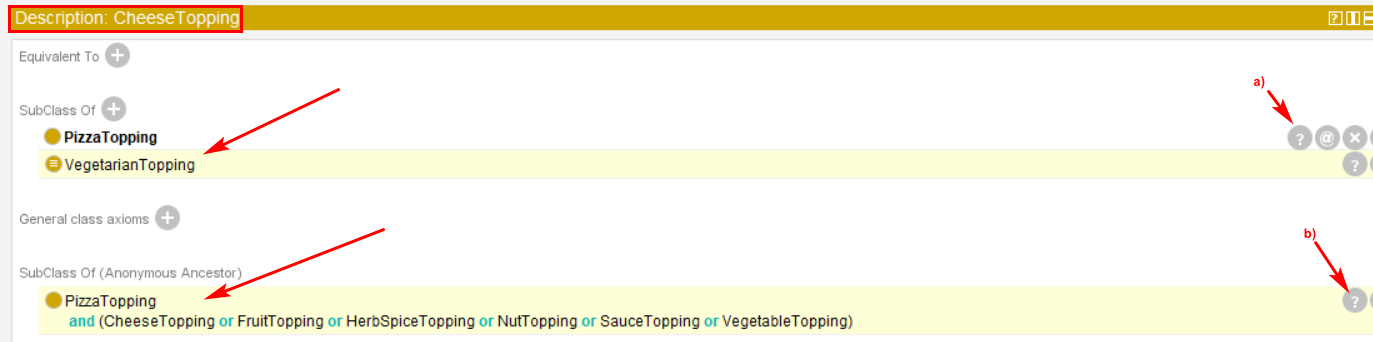 Description: CheeseTopping
Equivalent To
a)
SubClass Of
PizzaTopping
VegetarianTopping
General class axioms
b)
SubClass Of (Anonymous Ancestor)
PizzaTopping
and (CheeseTopping or FruitTopping or HerbSpiceTopping or NutTopping or SauceTopping or VegetableTopping)